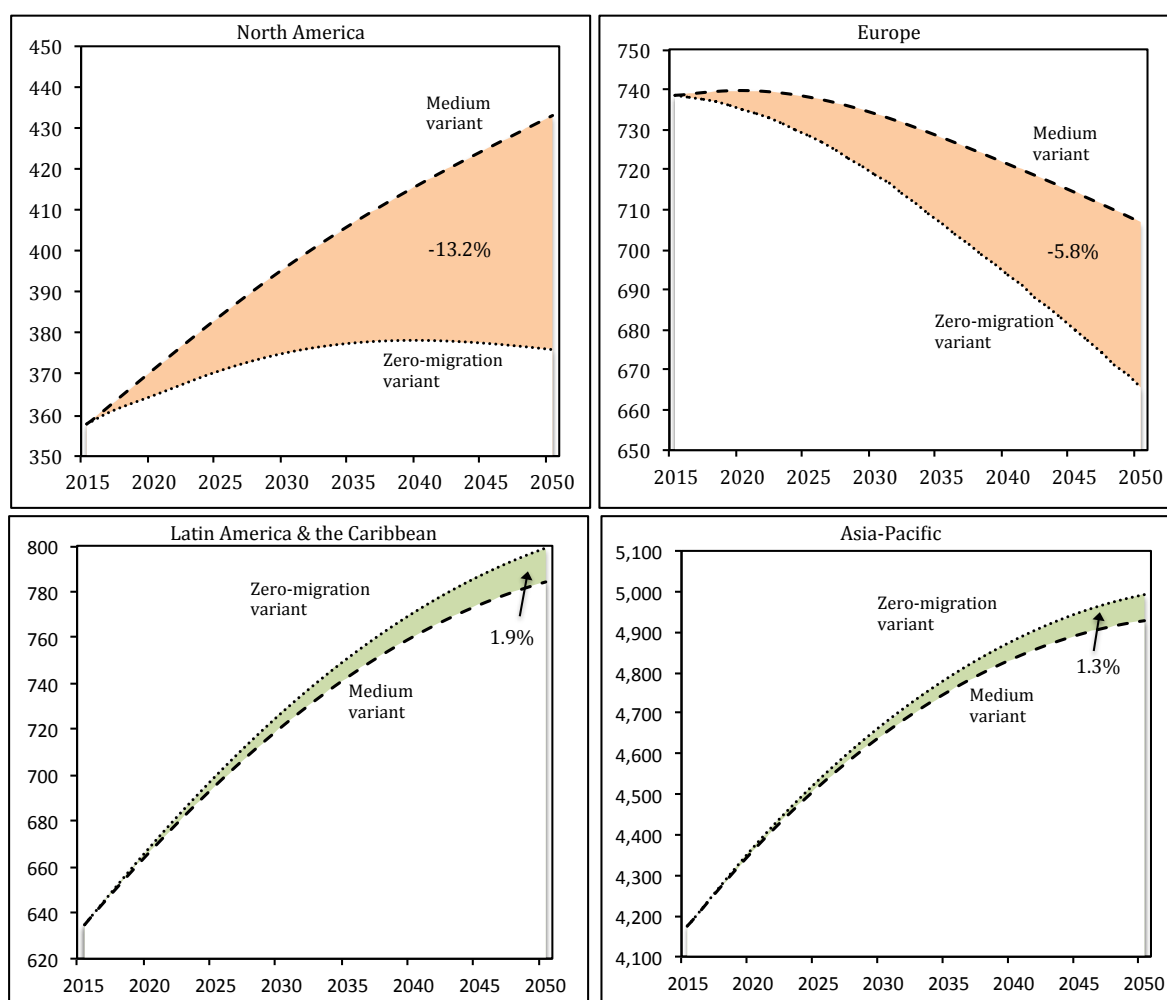 North America
450
440
430
420
410
400
390
380
370
360
350
Medium
variant
-13.2%
Zero-migration
variant
2015 2020 2025 2030 2035 2040 2045 2050
Europe
750
740
730
720
710
700
690
680
670
660
650
Medium
variant
-5.8%
Zero-migration
variant
2015 2020 2025 2030 2035 2040 2045 2050
Latin America & the Caribbean
800
780
760
740
720
700
680
660
640
620
Zero-migration
variant
1.9%
Medium
variant
2015 2020 2025 2030 2035 2040 2045 2050
Asia-Pacific
5,100
5,000
4,900
4,800
4,700
4,600
4,500
4,400
4,300
4,200
4,100
Zero-migration
variant
1.3%
Medium
variant
2015 2020 2025 2030 2035 2040 2045 2050